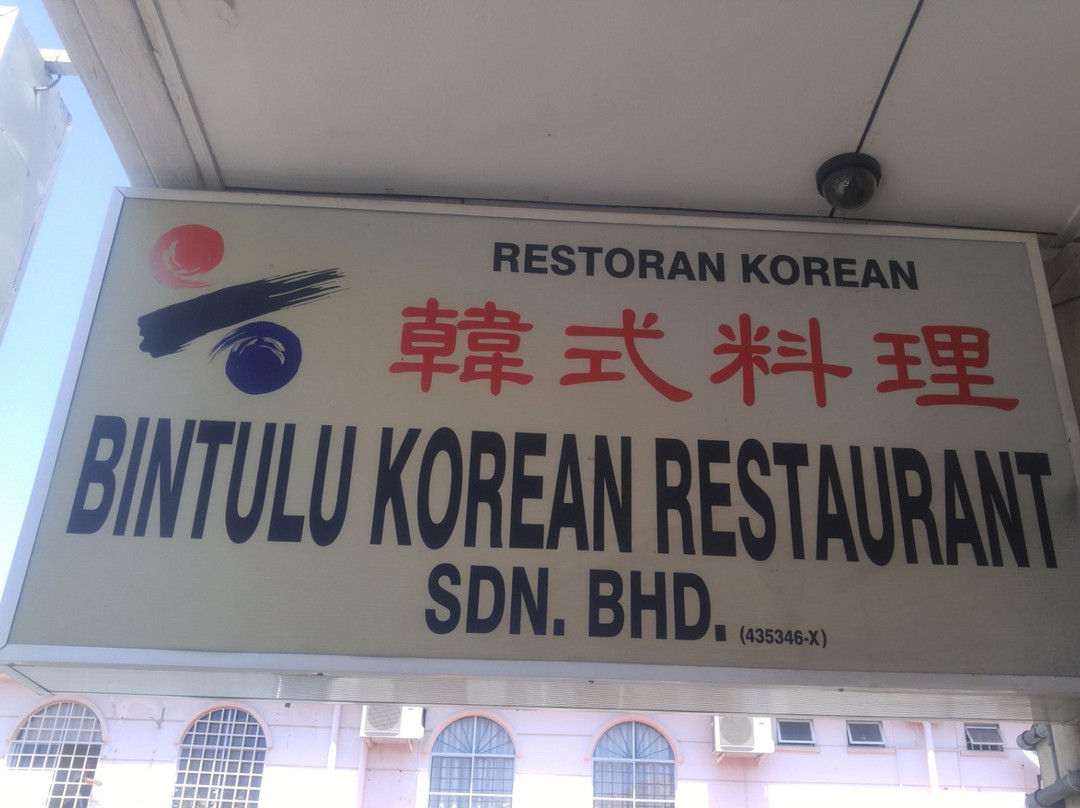 RESTORAN KOREAN
韓式料理
BINTULU KOREAN RESTAURANT
SDN. BHD. (435346-X)